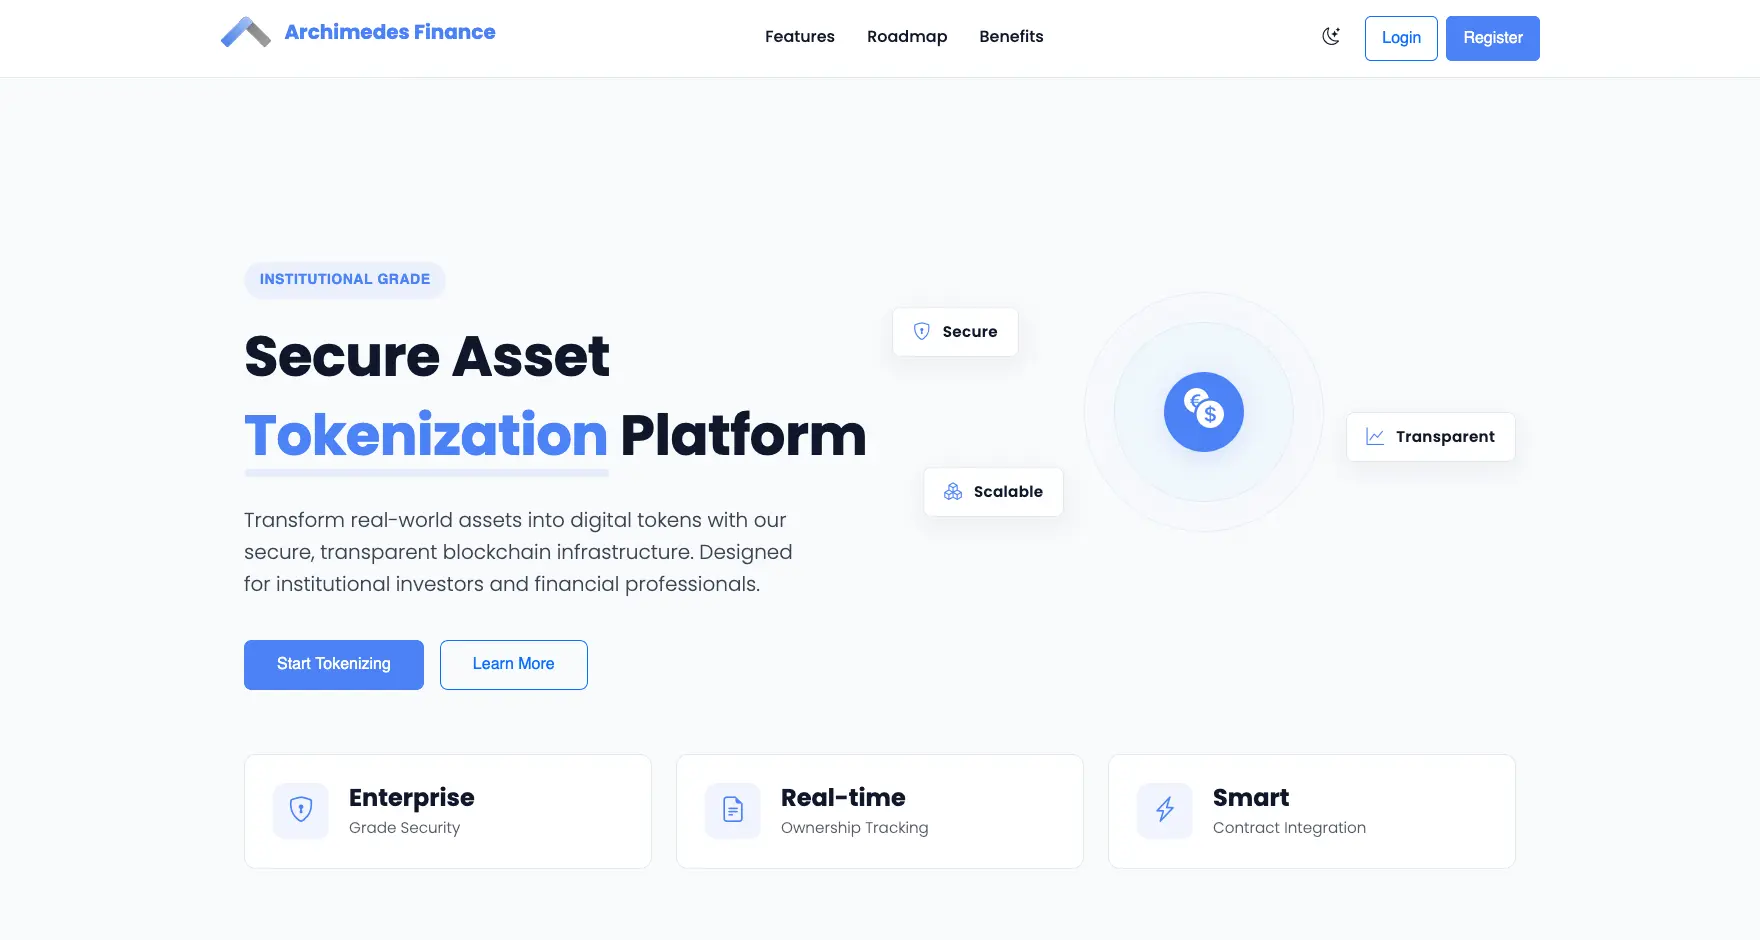 Archimedes Finance
Features
Roadmap
Benefits
Login
Register
INSTITUTIONAL GRADE
Secure Asset
Tokenization Platform
Transform real-world assets into digital tokens with our
secure, transparent blockchain infrastructure. Designed
for institutional investors and financial professionals.
Start Tokenizing
Learn More
Secure
€
$
Transparent
Scalable
Enterprise
Grade Security
Real-time
Ownership Tracking
Smart
Contract Integration